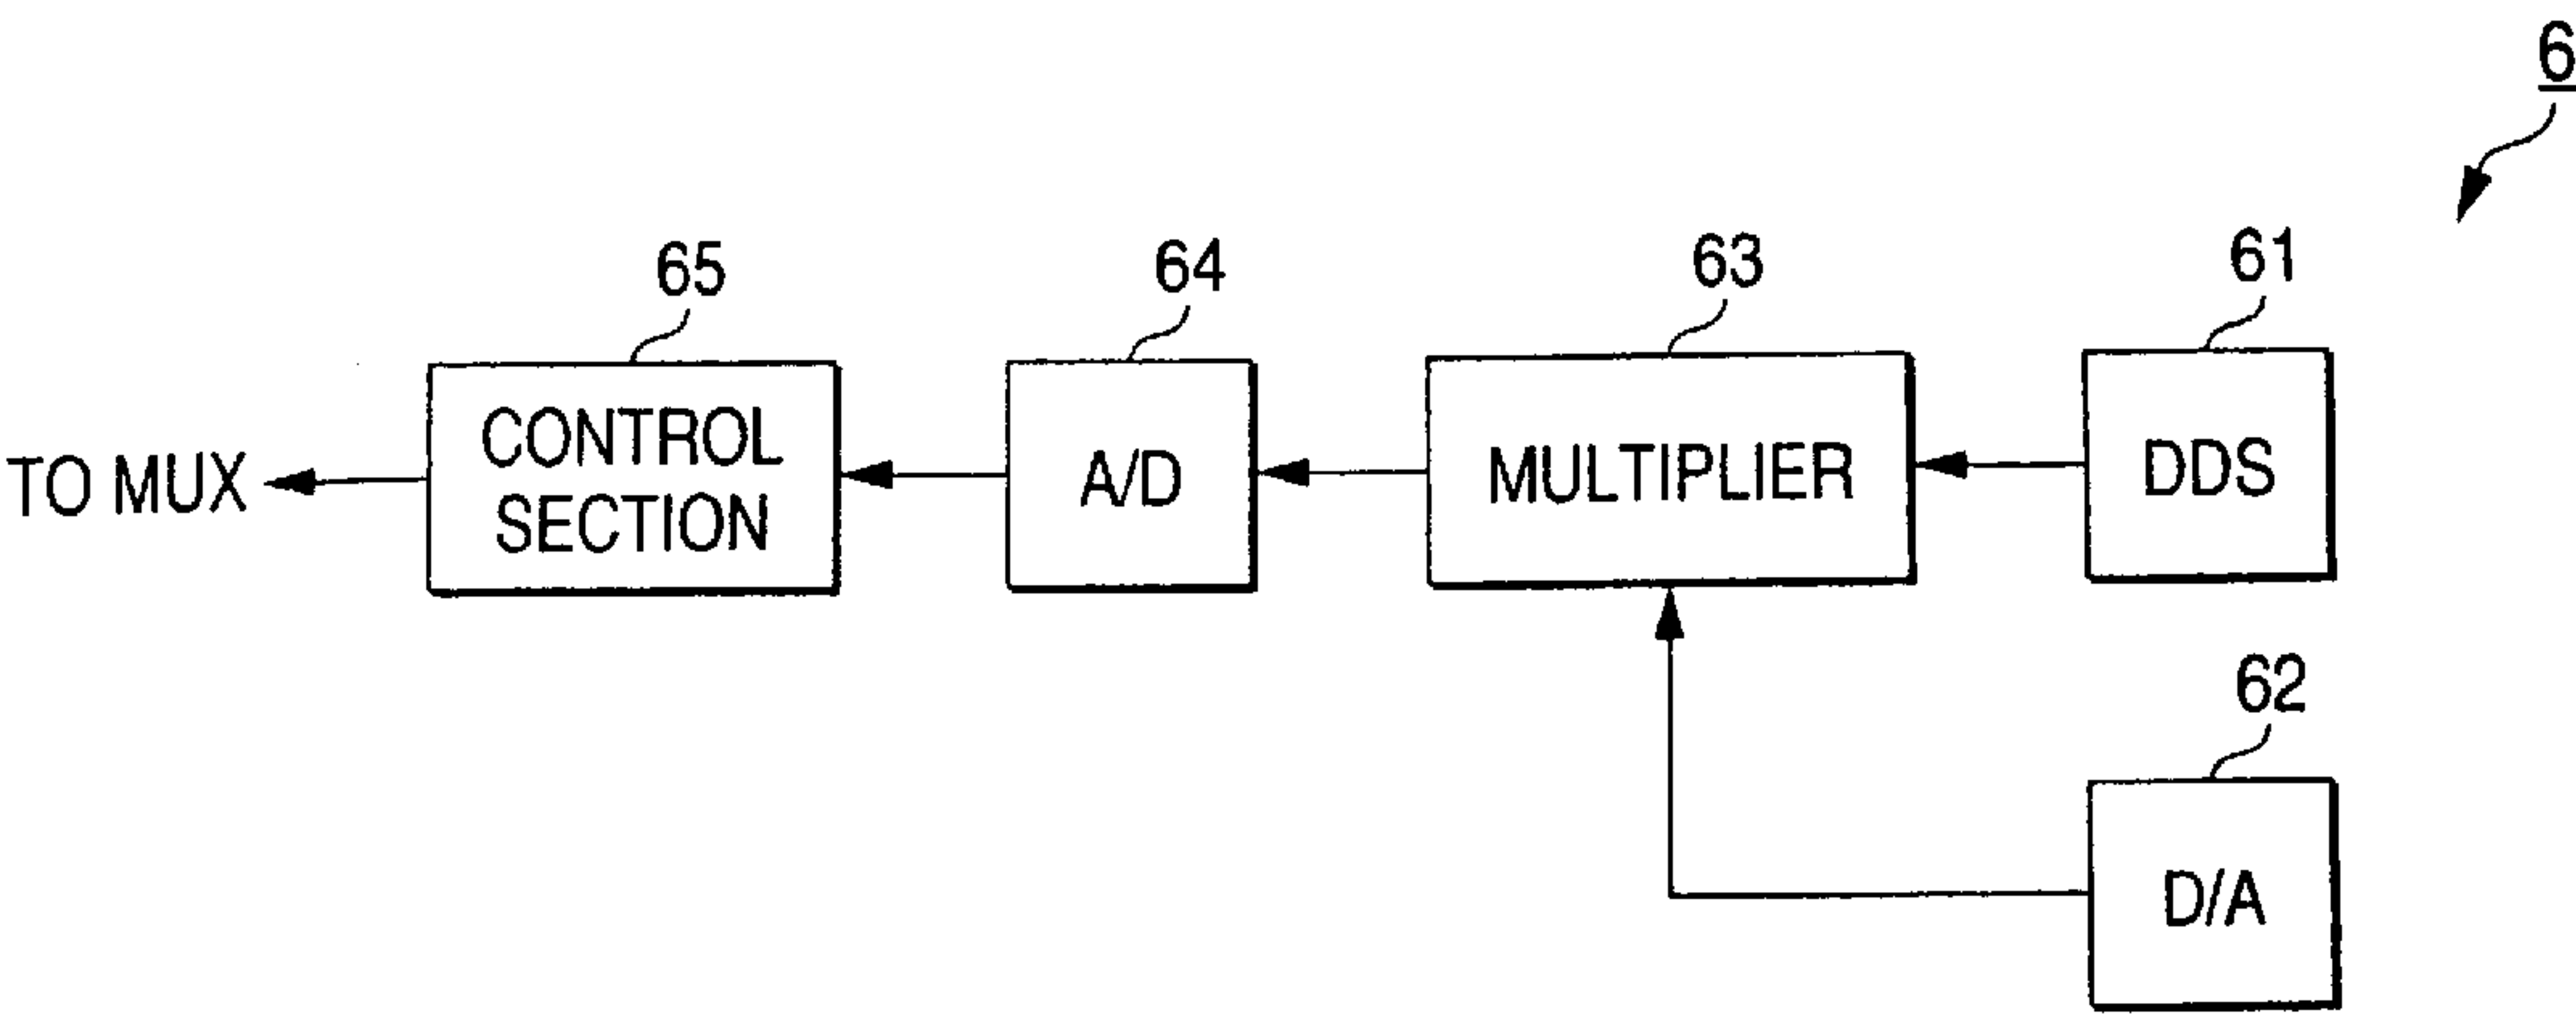 6
65
64
63
61
TO MUX
CONTROL
SECTION
A/D
MULTIPLIER
DDS
62
D/A